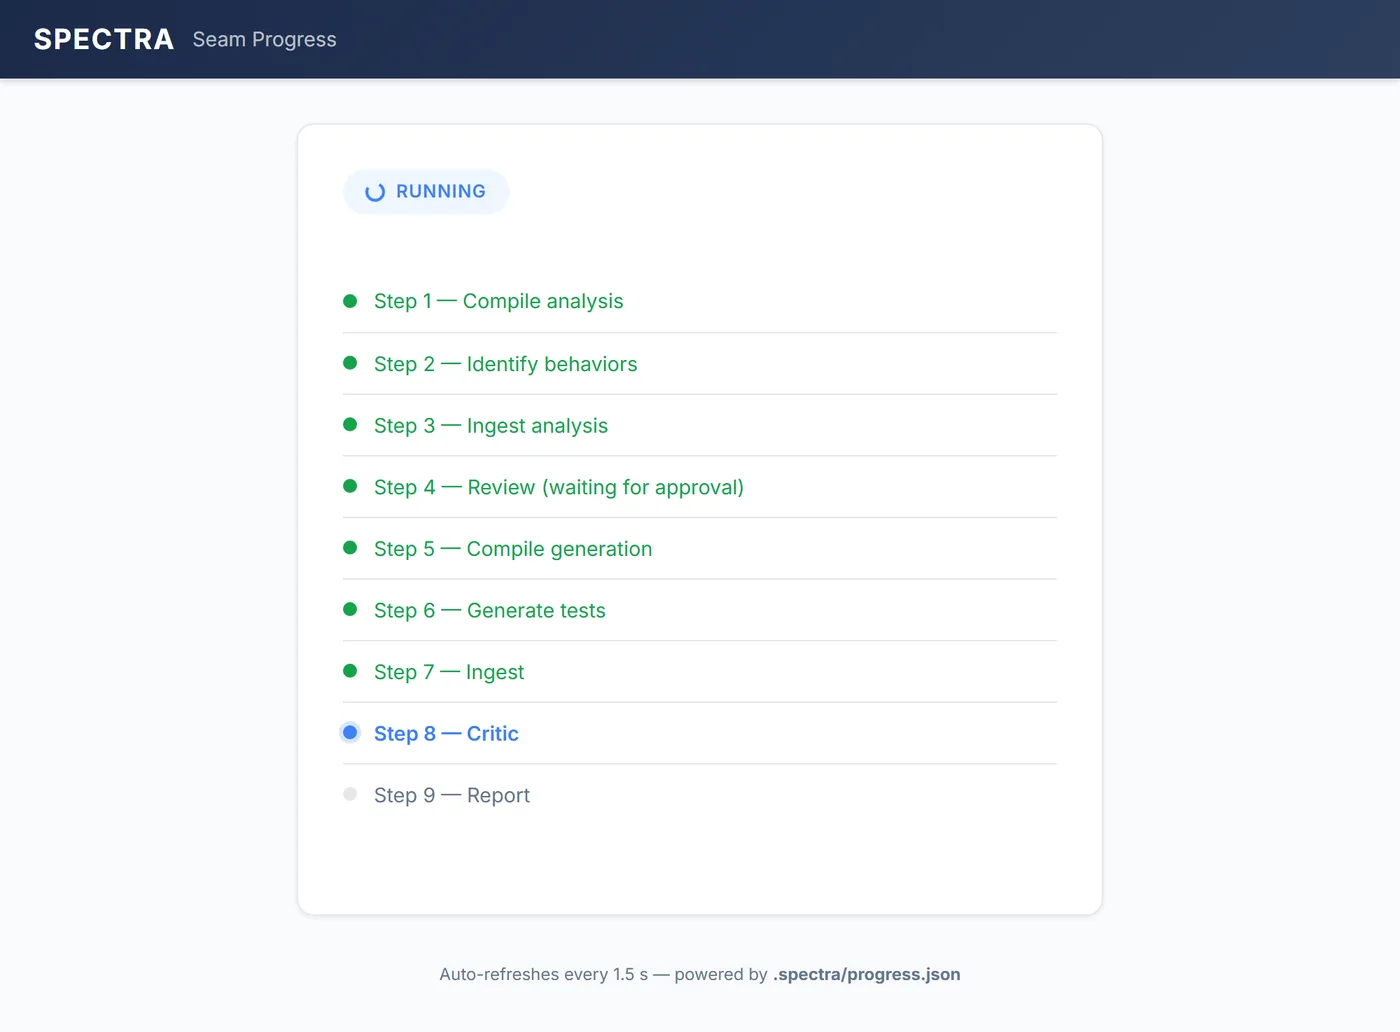 SPECTRA Seam Progress
RUNNING
Step 1 — Compile analysis
Step 2 — Identify behaviors
Step 3 — Ingest analysis
Step 4 — Review (waiting for approval)
Step 5 — Compile generation
Step 6 — Generate tests
Step 7 — Ingest
Step 8 — Critic
Step 9 — Report
Auto-refreshes every 1.5 s — powered by .spectra/progress.json